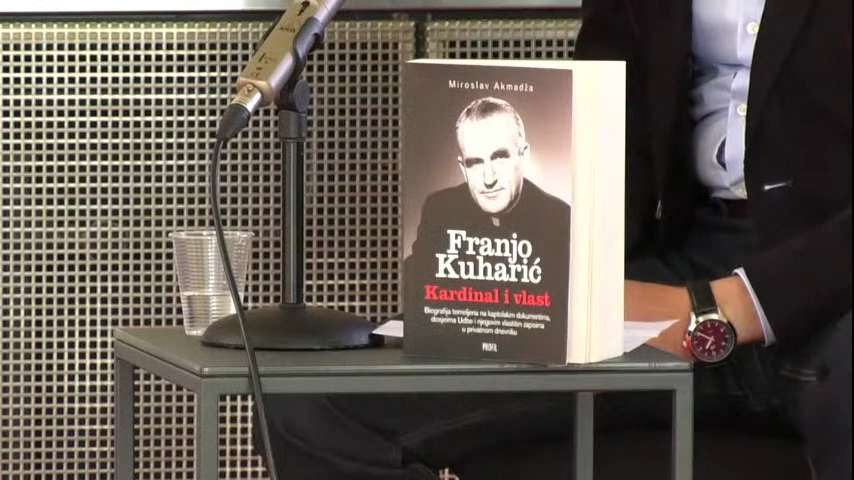 Miroslav Akmadža
Franjo
Kuharić
Kardinal i vlast
Biografija temeljena na kaptolskim dokumentima,
dosjeima Udbe i njegovim vlastitim zapisima
u privatnom dnevniku
PROFIL